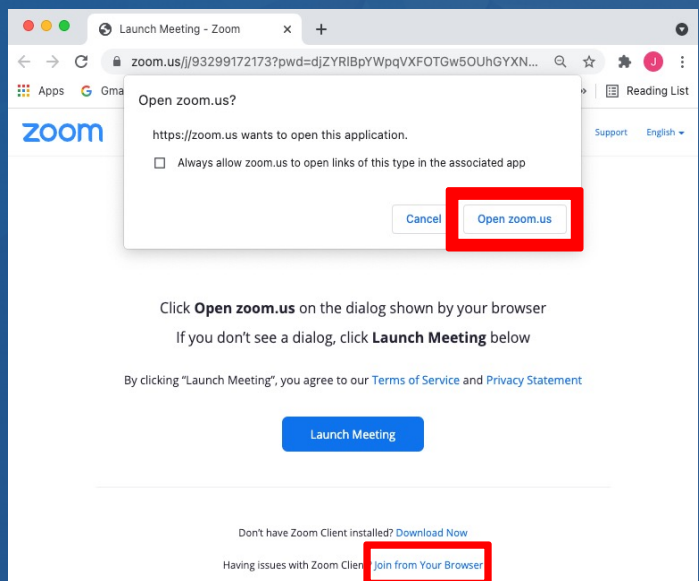 Launch Meeting - Zoom
zoom.us/j/93299172173?pwd=djZYRIBpYWpqVXFOTGw5OUhGYXN...
J
Apps G Gma » Reading List
Open zoom.us?
https://zoom.us wants to open this application.
Always allow zoom.us to open links of this type in the associated app
Cancel Open zoom.us
zoom Support English
Click Open zoom.us on the dialog shown by your browser
If you don't see a dialog, click Launch Meeting below
By clicking “Launch Meeting”, you agree to our Terms of Service and Privacy Statement
Launch Meeting
Don't have Zoom Client installed? Download Now
Having issues with Zoom Client? Join from Your Browser